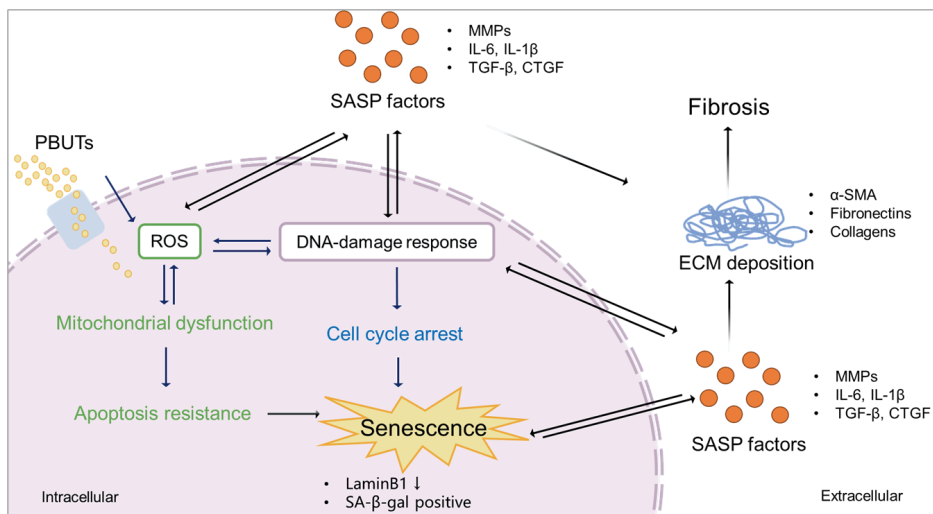 • MMPs
• IL-6, IL-1β
• TGF-β, CTGF
SASP factors
Fibrosis
PBUTs
• α-SMA
• Fibronectins
• Collagens
ROS
DNA-damage response
ECM deposition
Mitochondrial dysfunction
Cell cycle arrest
• MMPs
• IL-6, IL-1β
• TGF-β, CTGF
SASP factors
Apoptosis resistance
Senescence
• LaminB1 ↓
• SA-β-gal positive
Intracellular
Extracellular